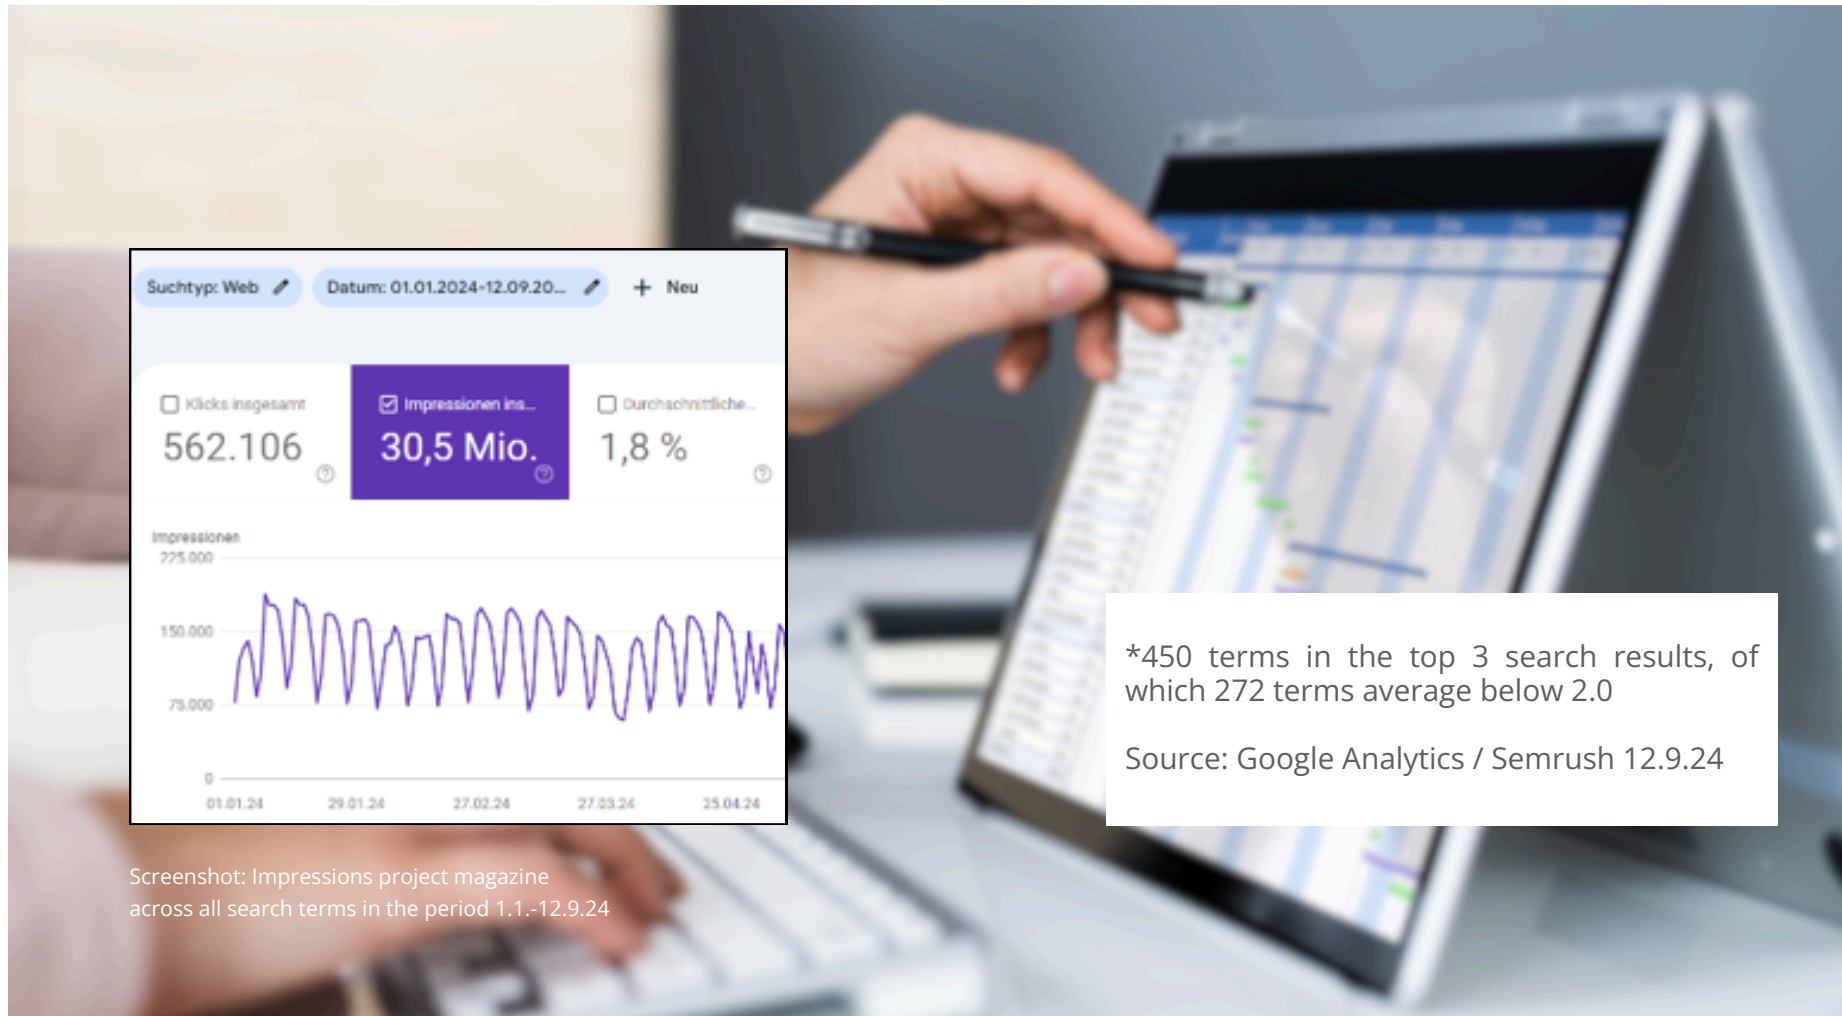 Suchtyp: Web
Datum: 01.01.2024-12.09.20...
+ Neu
Klicks insgesamt
Impressionen ins...
Durchschnittliche...
562.106
30,5 Mio.
1,8 %
Impressionen
225.000
150.000
75.000
0
01.01.24
29.01.24
27.02.24
27.03.24
25.04.24
Screenshot: Impressions project magazine
across all search terms in the period 1.1.-12.9.24
*450 terms in the top 3 search results, of
which 272 terms average below 2.0
Source: Google Analytics / Semrush 12.9.24